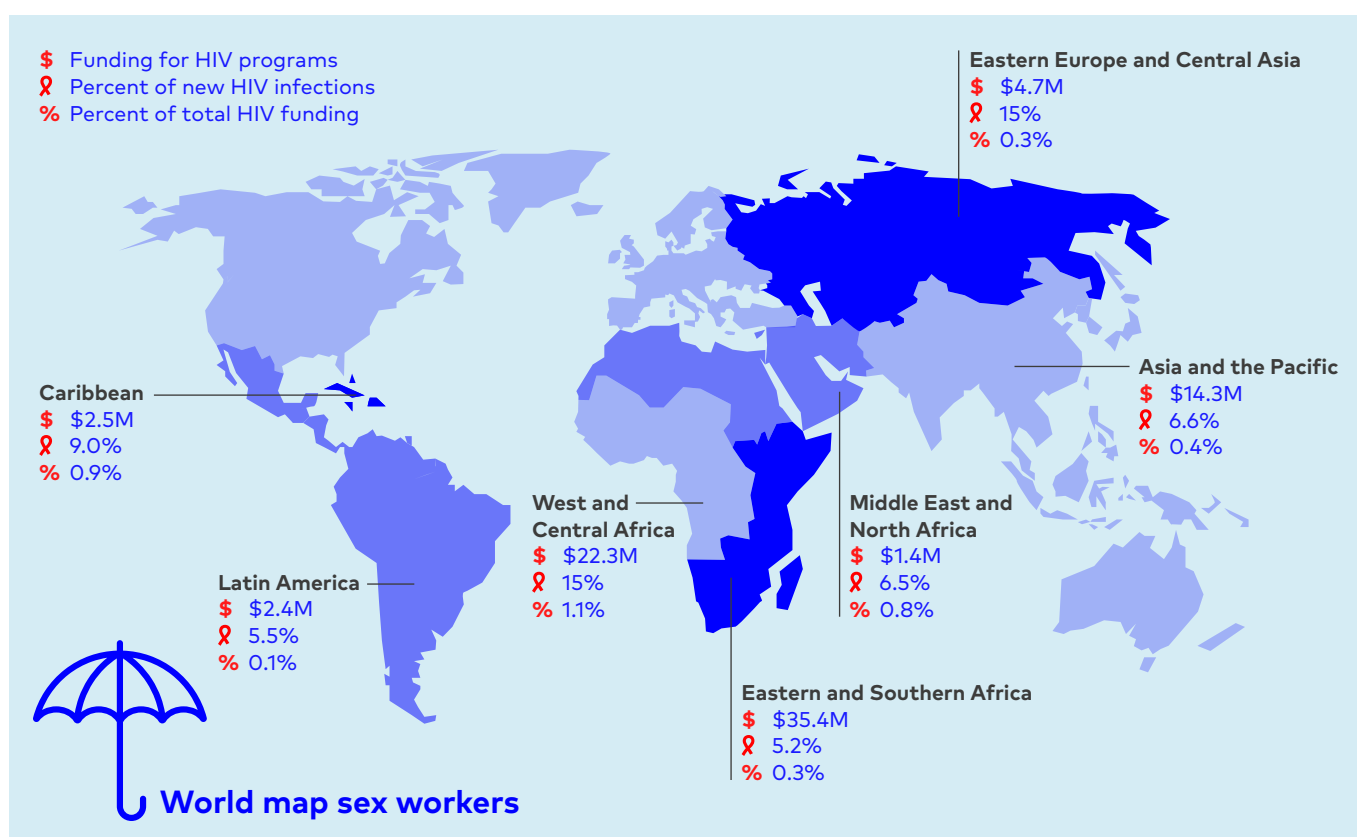 $ Funding for HIV programs
Percent of new HIV infections
% Percent of total HIV funding
Eastern Europe and Central Asia
$ $4.7M
15%
% 0.3%
Asia and the Pacific
$ $14.3M
6.6%
% 0.4%
Caribbean
$ $2.5M
9.0%
% 0.9%
West and
Central Africa
$ $22.3M
15%
% 1.1%
Middle East and
North Africa
$ $1.4M
6.5%
% 0.8%
Latin America
$ $2.4M
5.5%
% 0.1%
Eastern and Southern Africa
$ $35.4M
5.2%
% 0.3%
World map sex workers